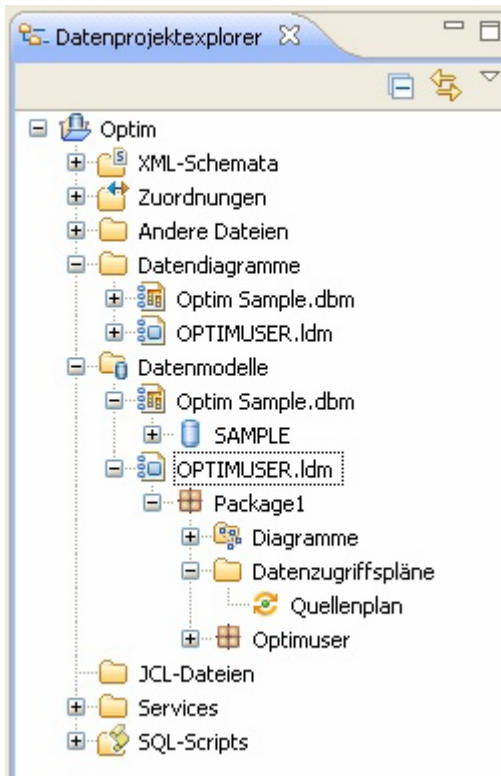 Datenprojektexplorer
Optim
XML-Schemata
Zuordnungen
Andere Dateien
Datendiagramme
Optim Sample.dbm
OPTIMUSER.ldm
Datenmodelle
Optim Sample.dbm
SAMPLE
OPTIMUSER.ldm
Package1
Diagramme
Datenzugriffspläne
Quellenplan
Optimuser
JCL-Dateien
Services
SQL-Scripts